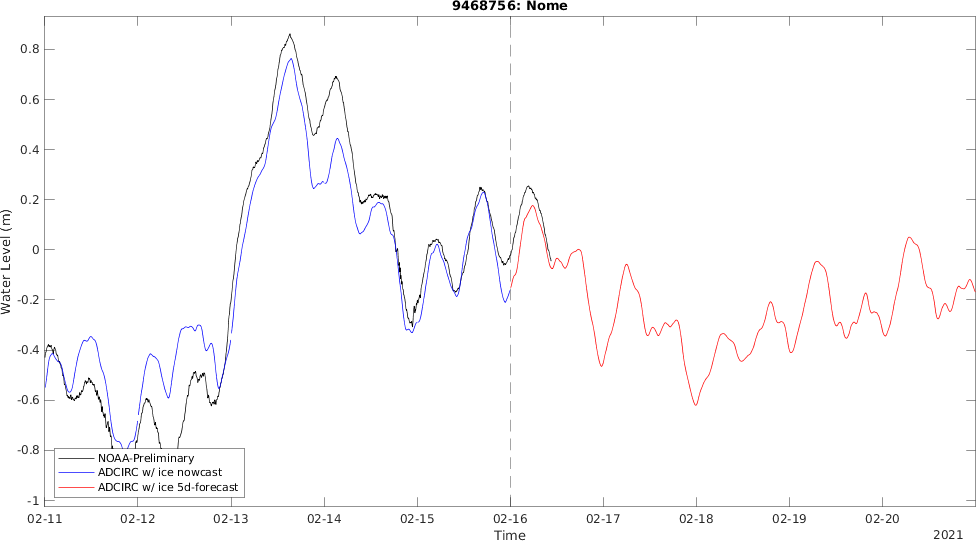 9468756: Nome
Water Level (m)
0.8
0.6
0.4
0.2
0
-0.2
-0.4
-0.6
-0.8
-1
NOAA-Preliminary
ADCIRC w/ ice nowcast
ADCIRC w/ ice 5d-forecast
02-11 02-12 02-13 02-14 02-15 02-16 02-17 02-18 02-19 02-20
Time
2021